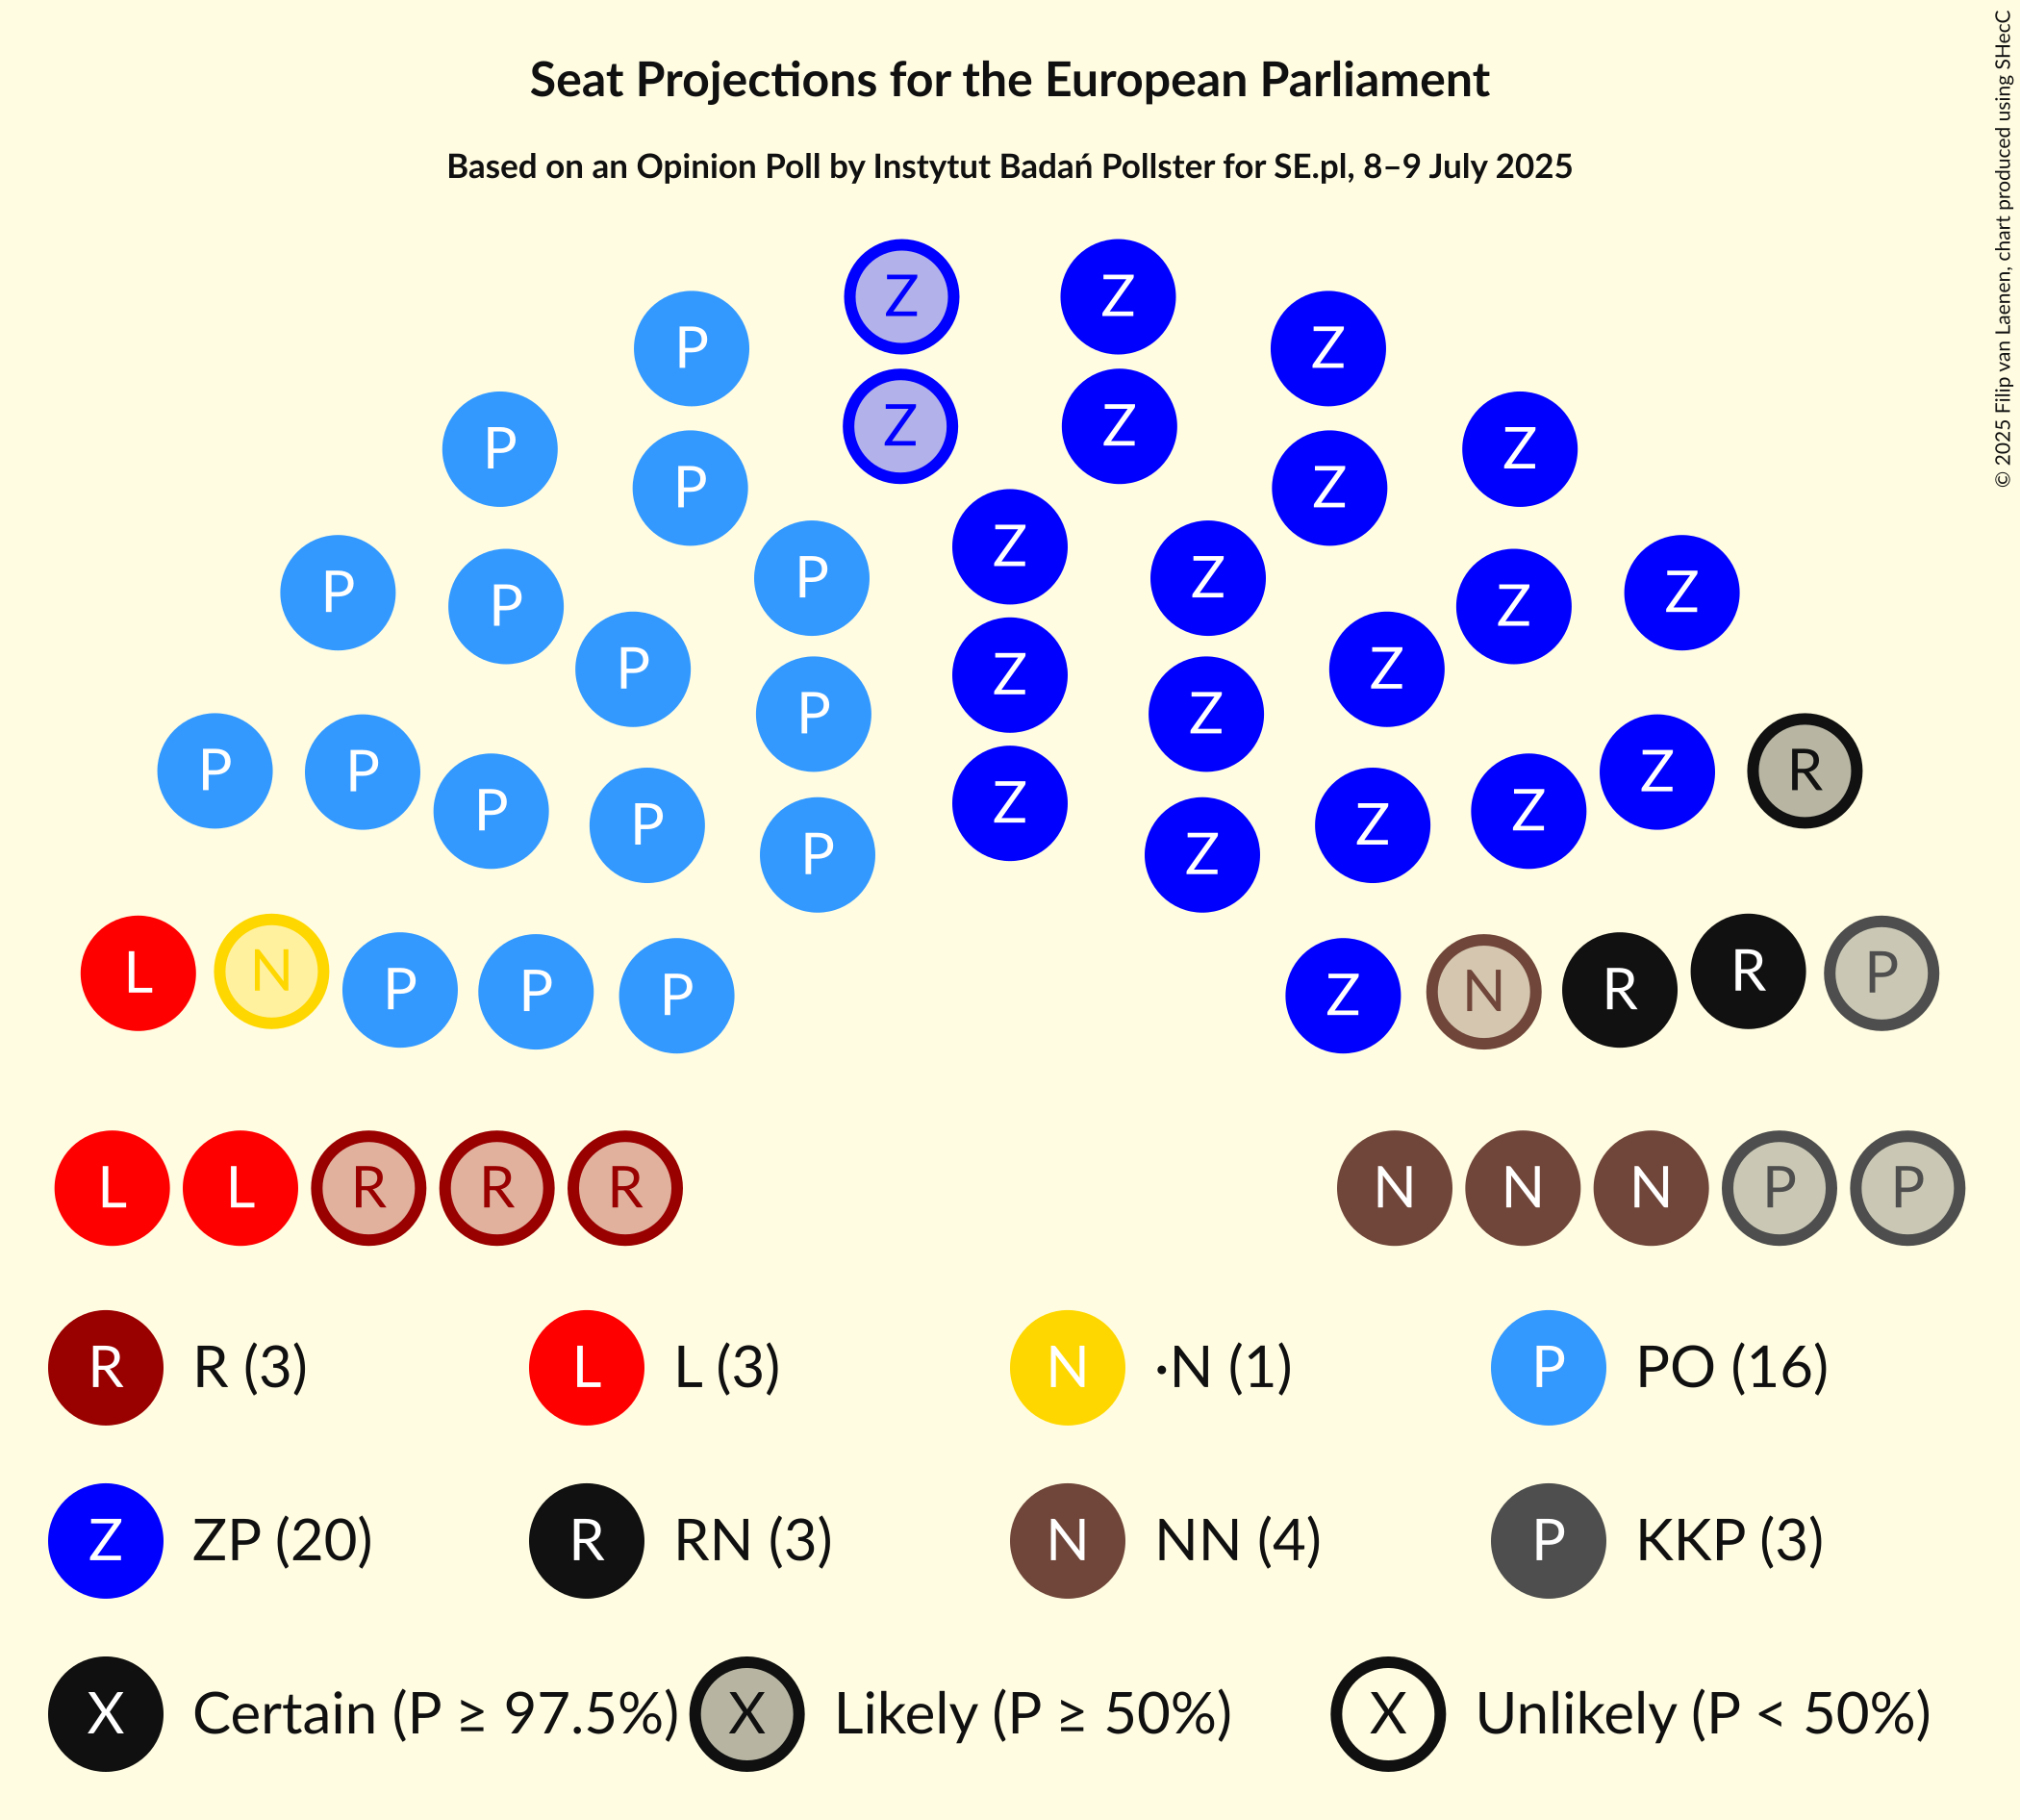 Seat Projections for the European Parliament
Based on an Opinion Poll by Instytut Badań Pollster for SE.pl, 8–9 July 2025
© 2025 Filip van Laenen, chart produced using SHecC
Z Z
P Z
Z Z
P Z
P Z
Z
P Z
P Z
P Z
P Z
Z
P Z
P R
P Z
P Z
P Z
Z
P Z
L N P P P Z N R R P
L L R R R N N N P P
R R (3) L L (3) N ·N (1) P PO (16)
Z ZP (20) R RN (3) N NN (4) P KKP (3)
X Certain (P ≥ 97.5%) X Likely (P ≥ 50%) X Unlikely (P < 50%)